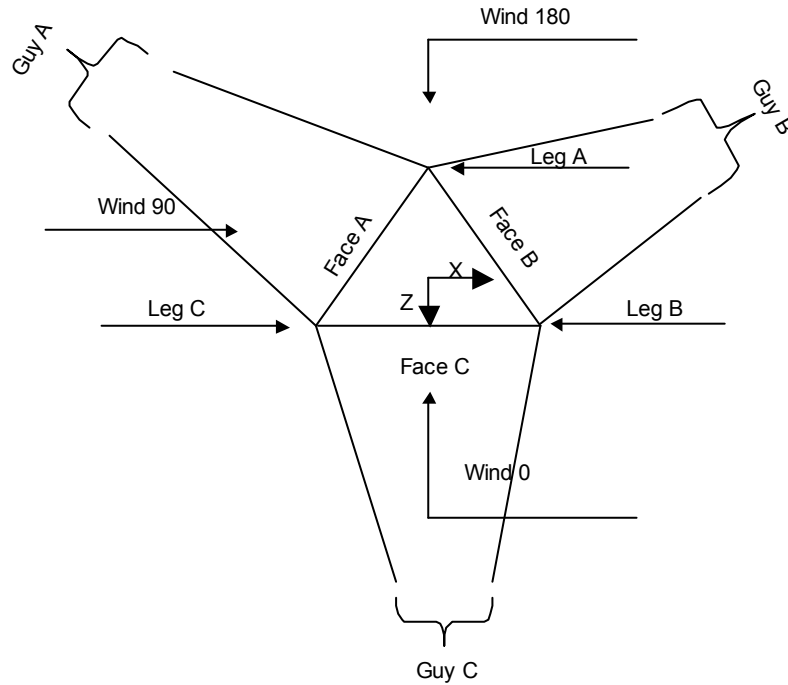 Wind 180
Guy A
Guy B
Leg A
Wind 90
Face A
Face B
X
Z
Leg C
Leg B
Face C
Wind 0
Guy C